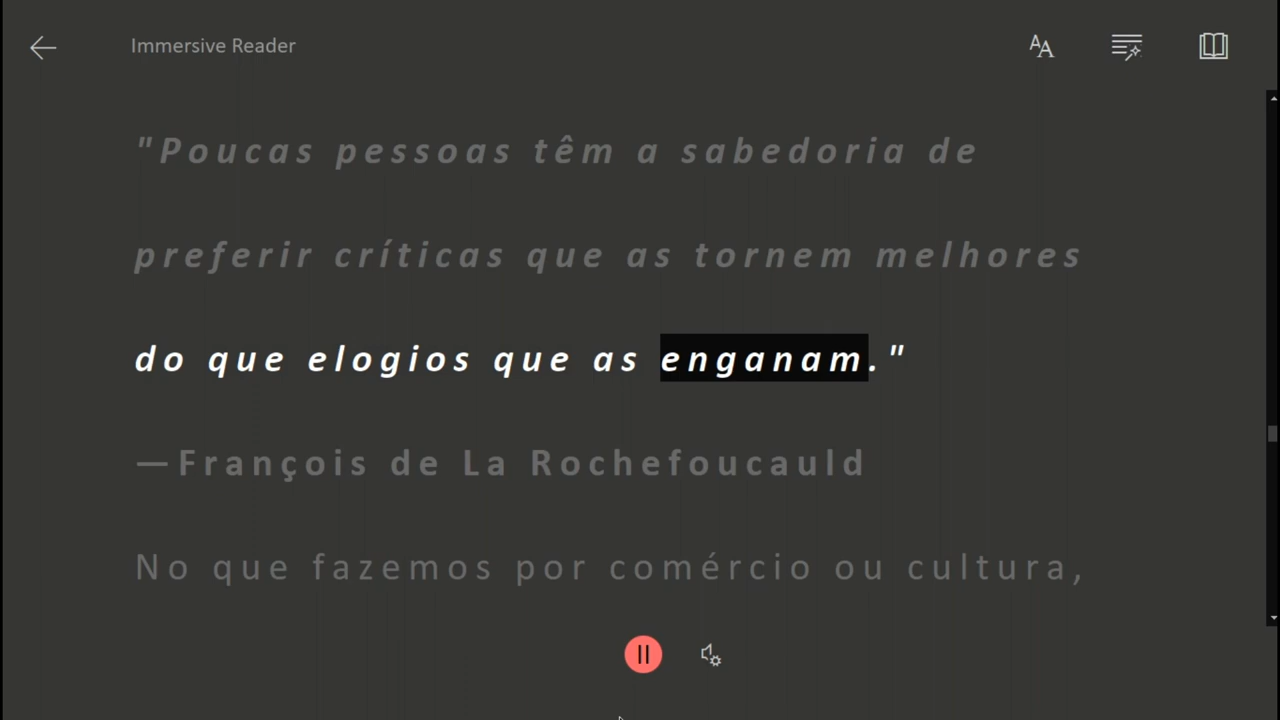 Immersive Reader
"Poucas pessoas têm a sabedoria de
preferir críticas que as tornem melhores
do que elogios que as enganam."
—François de La Rochefoucauld
No que fazemos por comércio ou cultura,